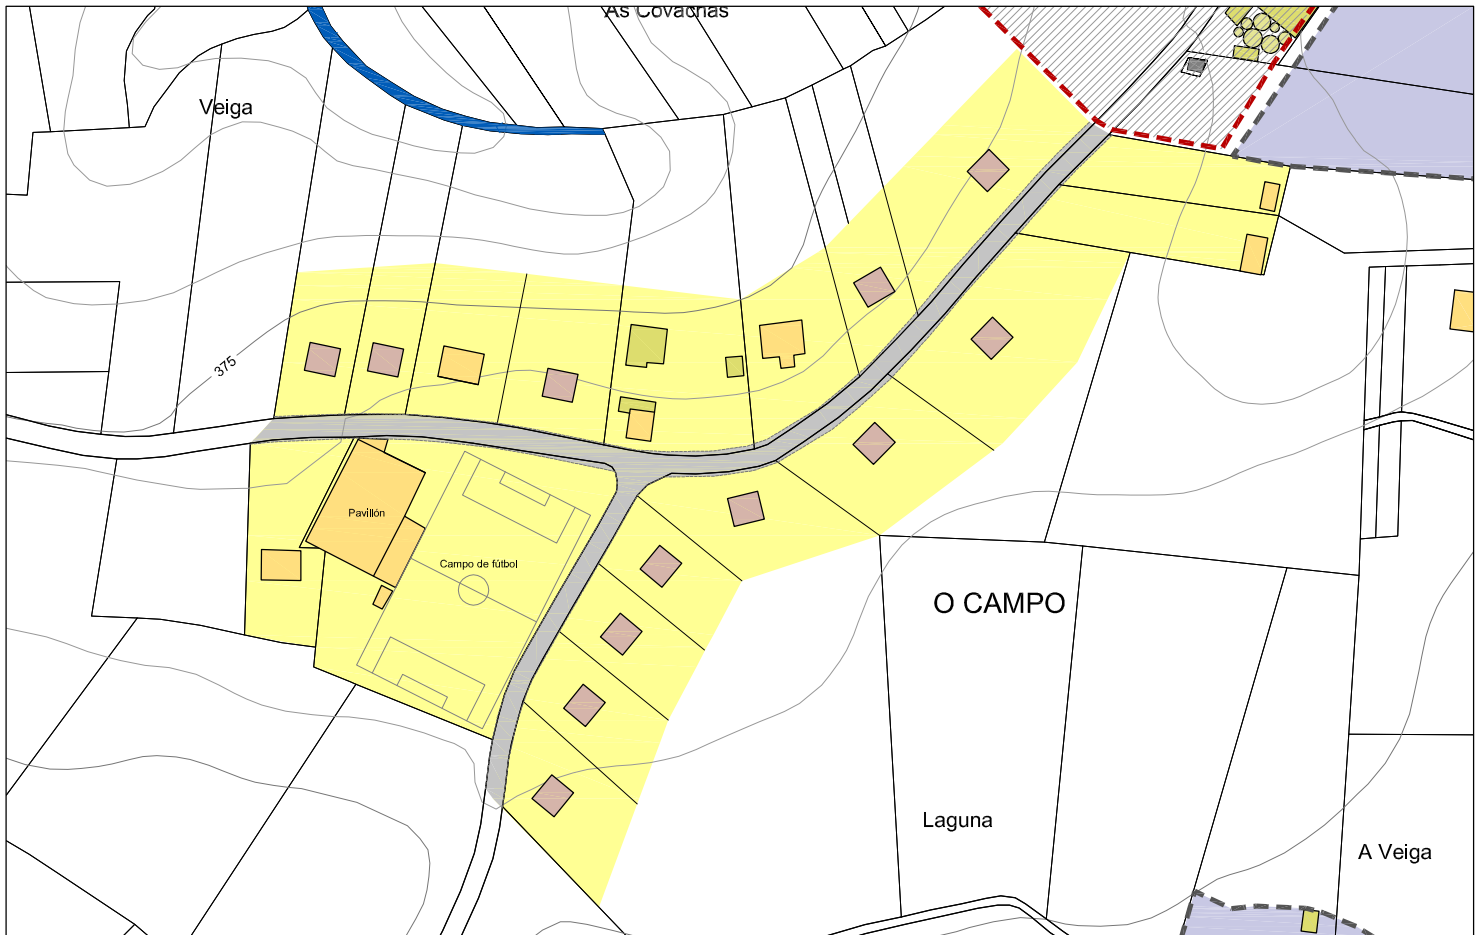 As Covachas
Veiga
375
Pavillón
Campo de fútbol
O CAMPO
Laguna
A Veiga